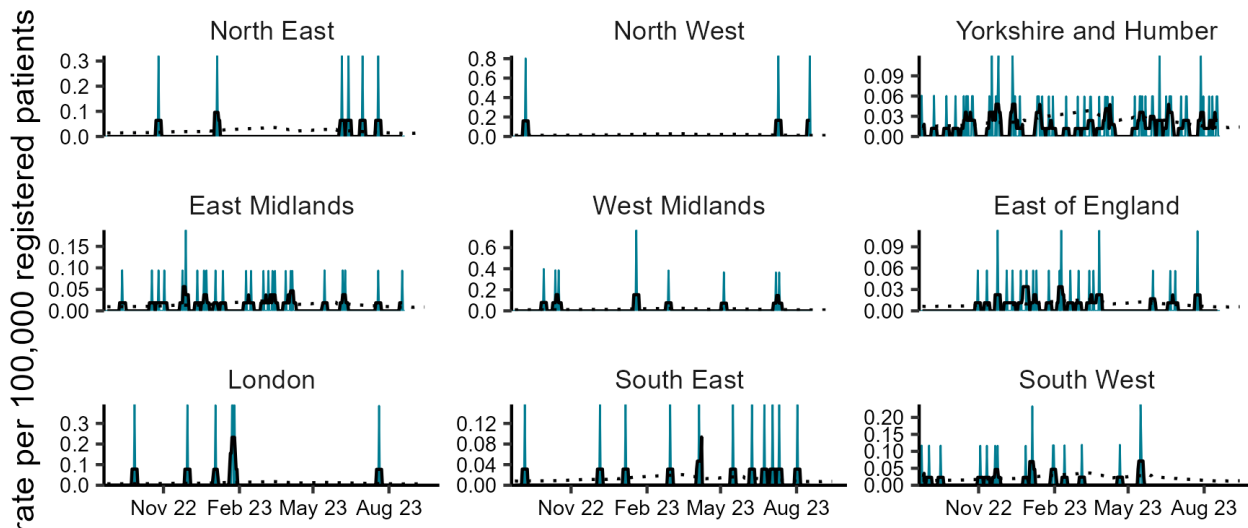 rate per 100,000 registered patients
North East
0.3
0.2
0.1
0.0
North West
0.8
0.6
0.4
0.2
0.0
Yorkshire and Humber
0.09
0.06
0.03
0.00
East Midlands
0.15
0.10
0.05
0.00
West Midlands
0.6
0.4
0.2
0.0
East of England
0.09
0.06
0.03
0.00
London
0.3
0.2
0.1
0.0
Nov 22 Feb 23 May 23 Aug 23
South East
0.12
0.08
0.04
0.00
Nov 22 Feb 23 May 23 Aug 23
South West
0.20
0.15
0.10
0.05
0.00
Nov 22 Feb 23 May 23 Aug 23